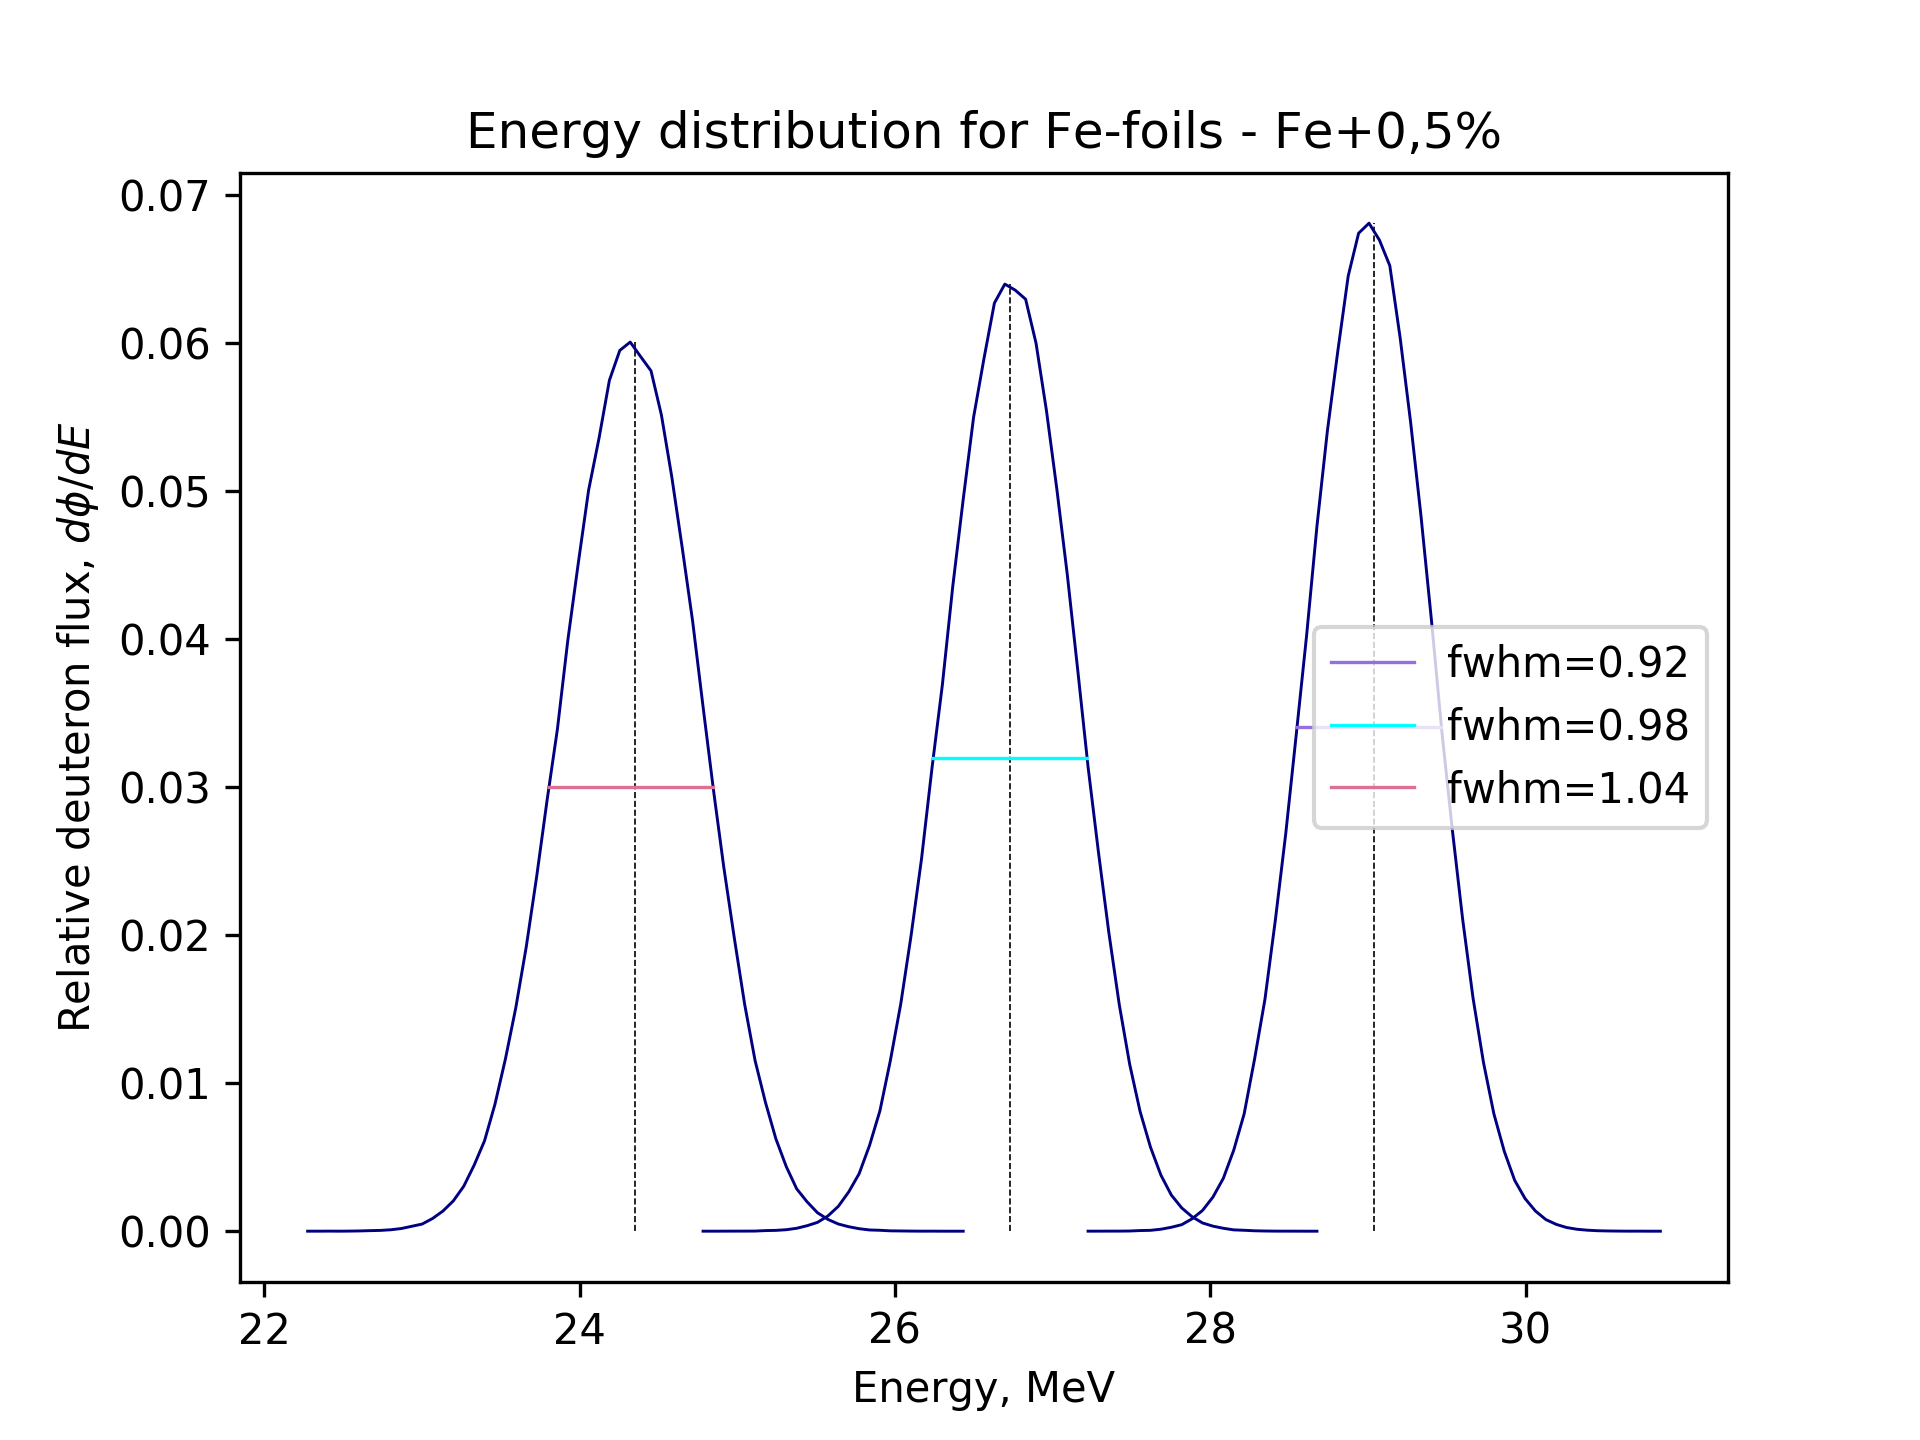 Energy distribution for Fe-foils - Fe+0,5%
0.07
0.06
0.05
0.04
0.03
0.02
0.01
0.00
Relative deuteron flux, dϕ/dE
fwhm=0.92
fwhm=0.98
fwhm=1.04
22 24 26 28 30
Energy, MeV